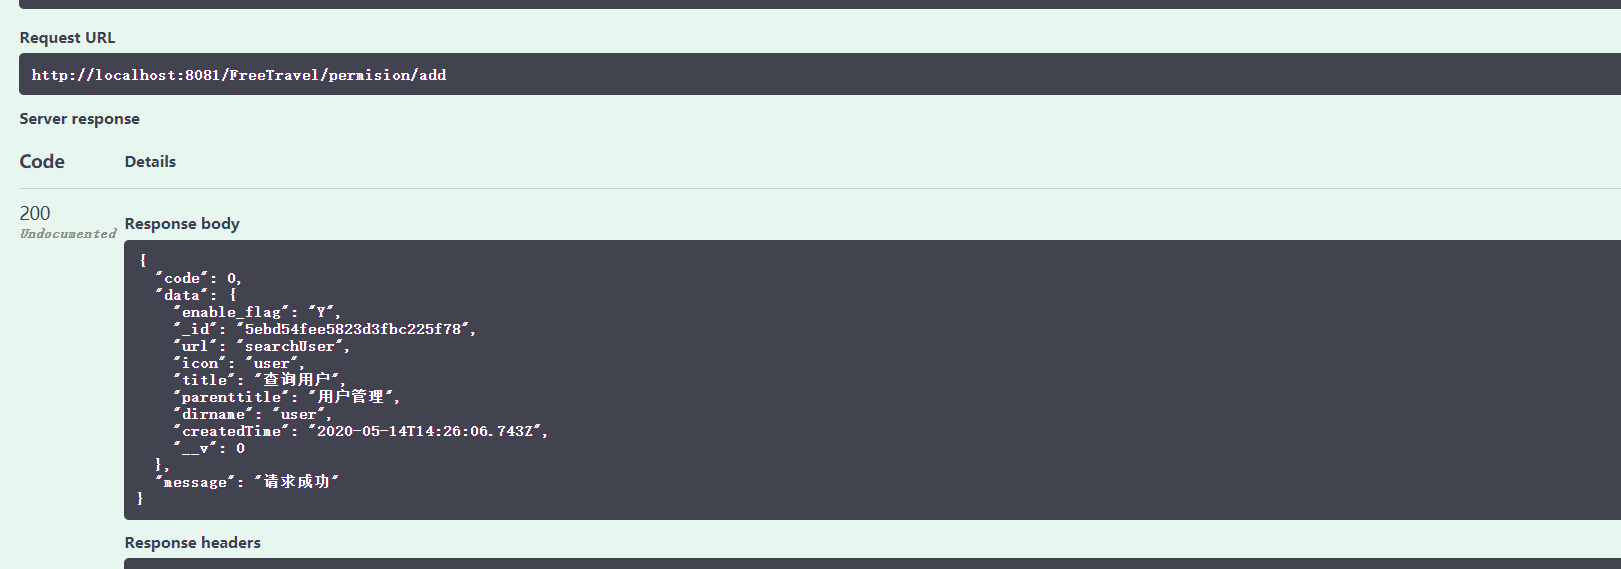 Request URL
http://localhost:8081/FreeTravel/permision/add
Server response
Code Details
200
Undocumented
Response body
{
"code": 0,
"data": {
"enable_flag": "Y",
"_id": "5ebd54fee5823d3fbc225f78",
"url": "searchUser",
"icon": "user",
"title": "查询用户",
"parenttitle": "用户管理",
"dirname": "user",
"createdTime": "2020-05-14T14:26:06.743Z",
"__v": 0
},
"message": "请求成功"
}
Response headers